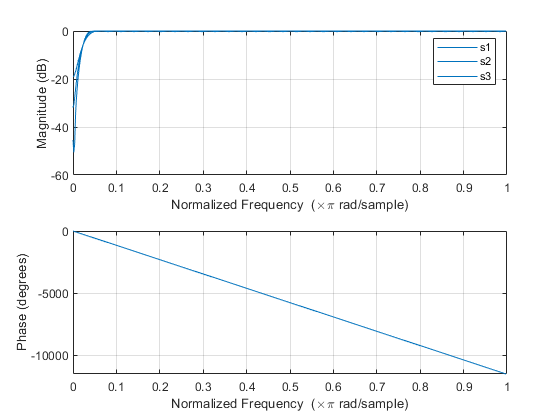 0
-20
-40
-60
Magnitude (dB)
s1
s2
s3
0 0.1 0.2 0.3 0.4 0.5 0.6 0.7 0.8 0.9 1
Normalized Frequency (×π rad/sample)
0
-5000
-10000
Phase (degrees)
0 0.1 0.2 0.3 0.4 0.5 0.6 0.7 0.8 0.9 1
Normalized Frequency (×π rad/sample)